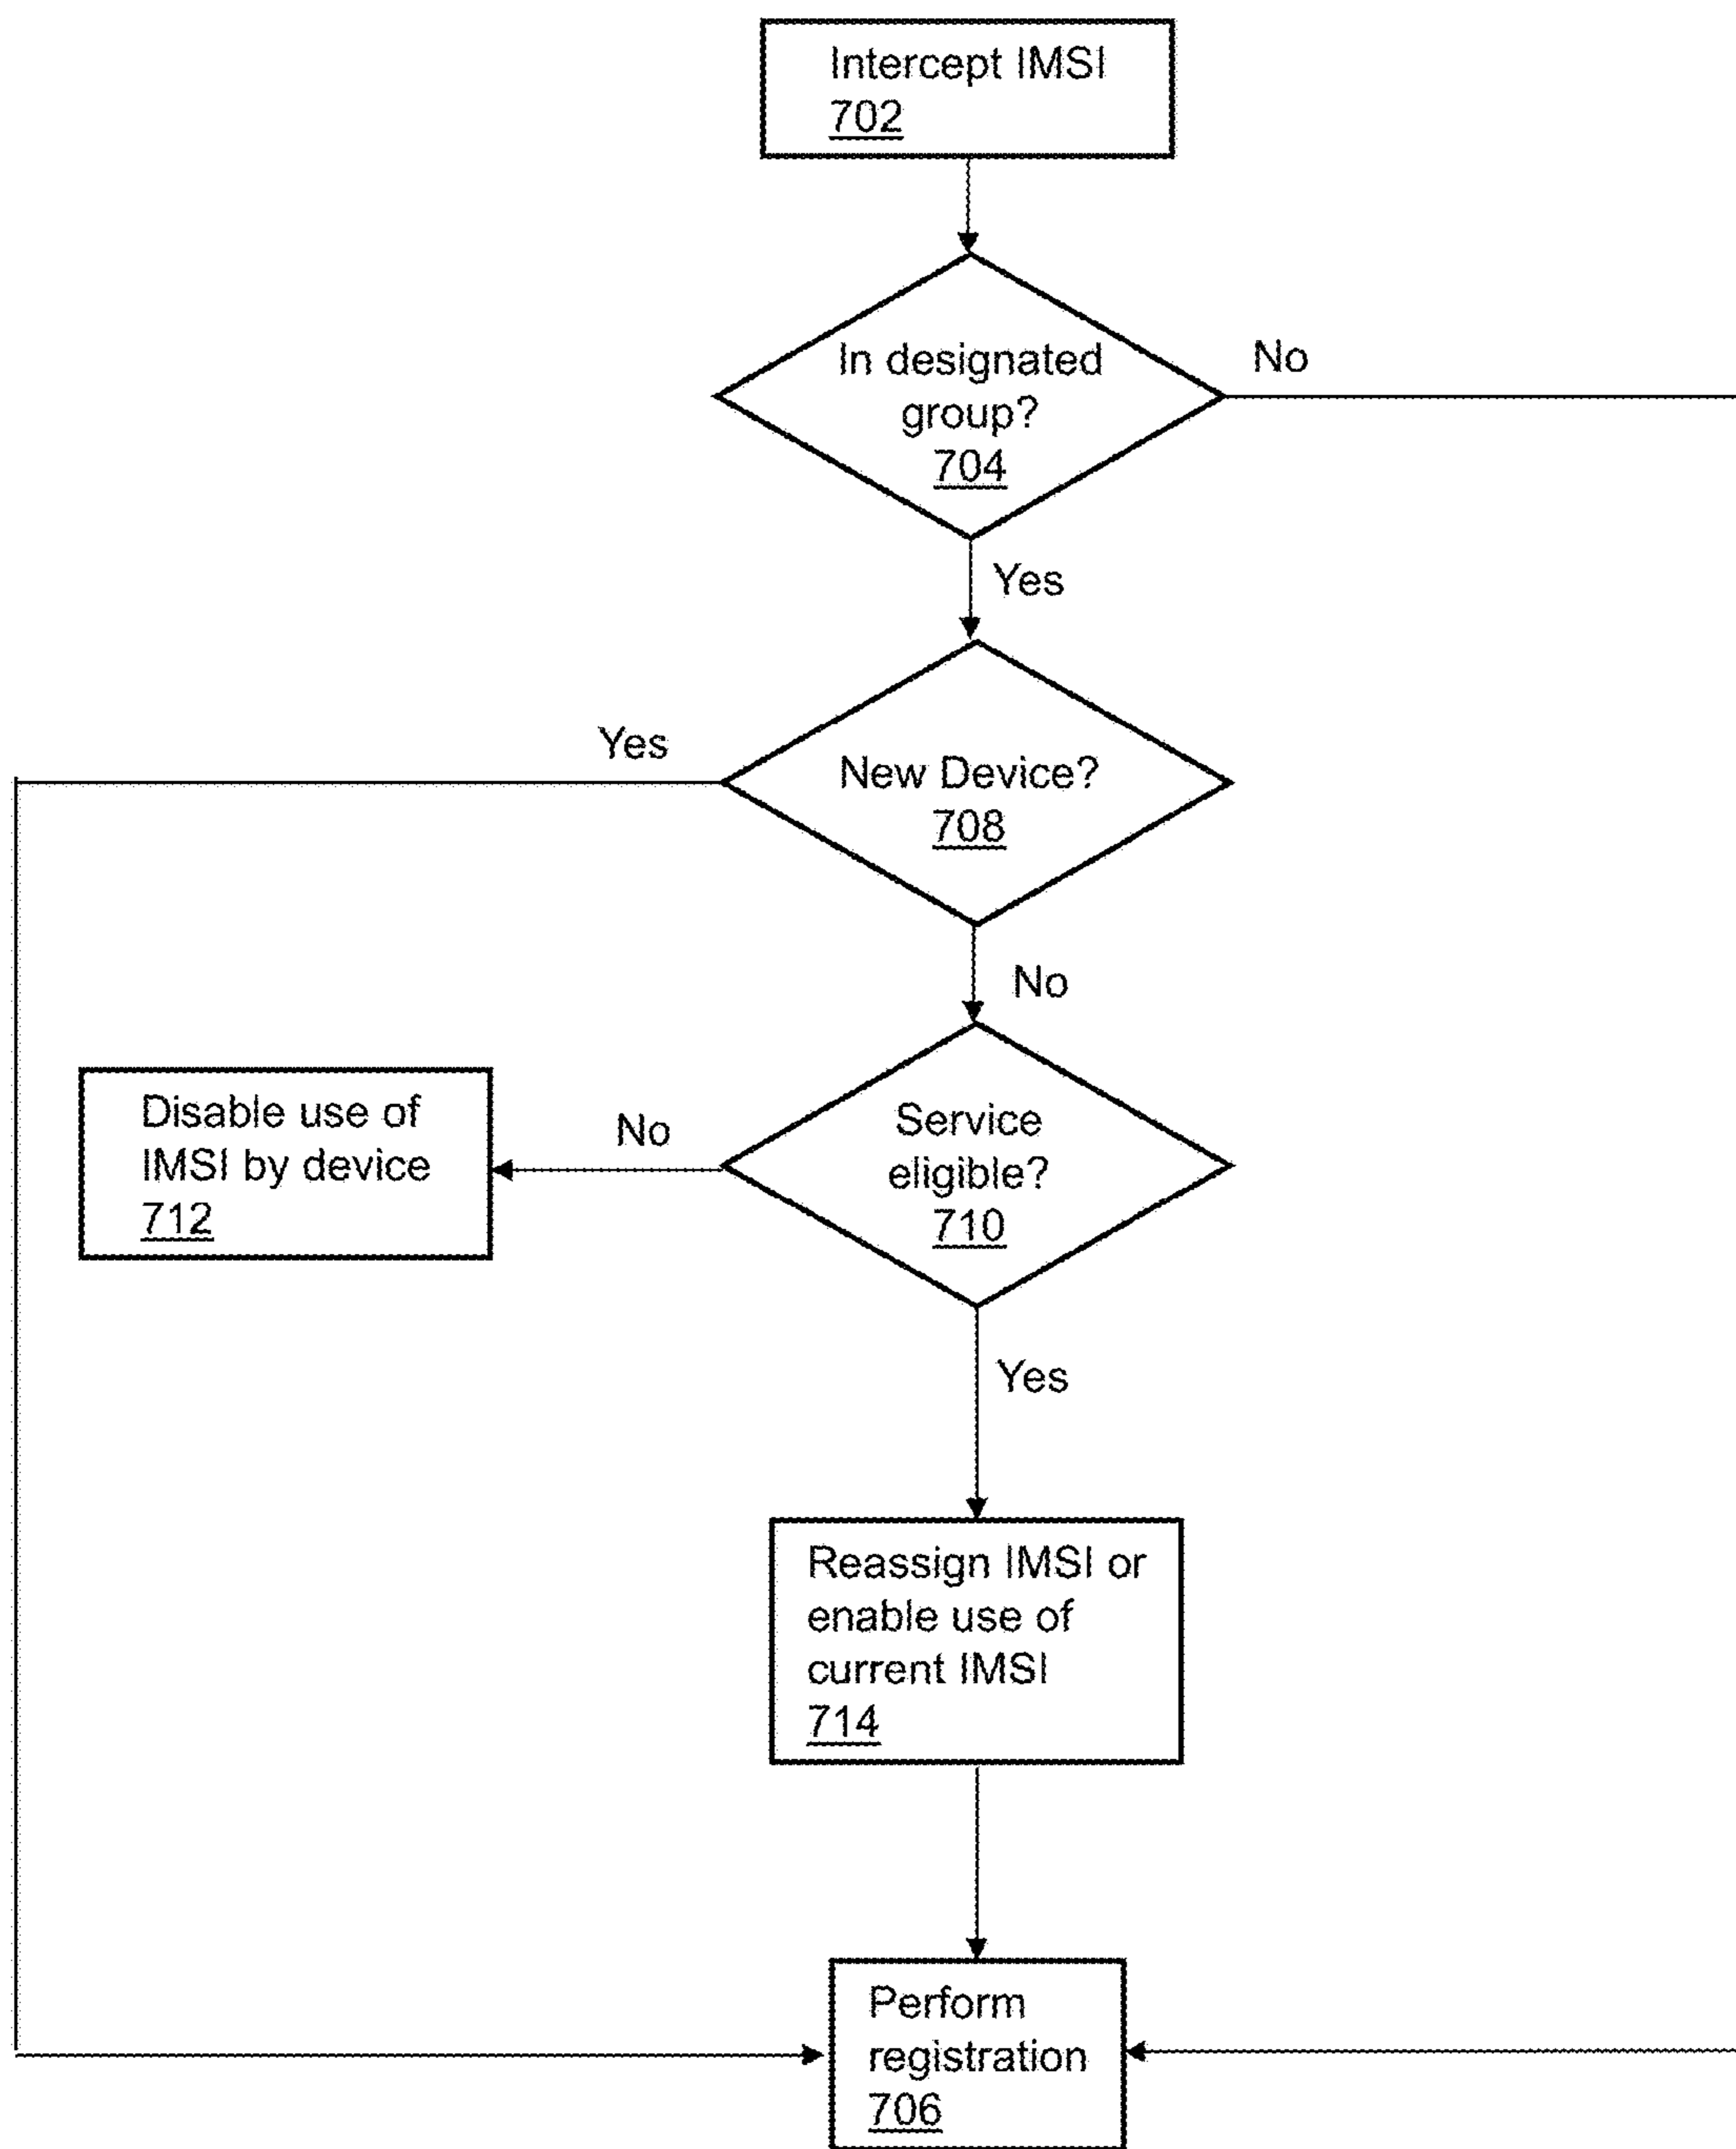 Intercept IMSI
702
In designated
group?
704
No
Yes
New Device?
708
Yes
No
Service
eligible?
710
No
Disable use of
IMSI by device
712
Yes
Reassign IMSI or
enable use of
current IMSI
714
Perform
registration
706